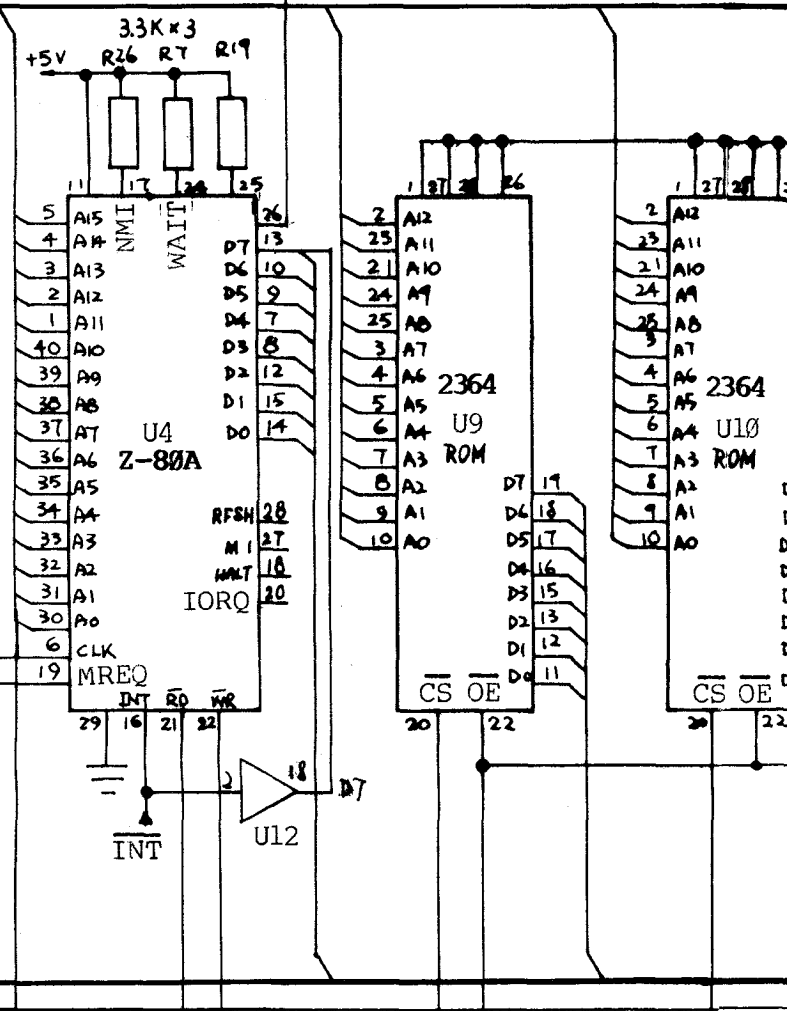 3.3K×3
+5V R26 R7 R19
11 17 24 25
NMI WAIT
26
5 A15
4 A14
3 A13
2 A12
1 A11
40 A10
39 A9
38 A8
37 A7
36 A6
35 A5
34 A4
33 A3
32 A2
31 A1
30 A0
6 CLK
19 MREQ
D7 13
D6 10
D5 9
D4 7
D3 8
D2 12
D1 15
D0 14
U4
Z-80A
RFSH 28
M1 27
HALT 18
IORQ 20
INT RD WR
29 16 21 22
2 18 D7
U12
INT
1 27 28 26
2 A12
23 A11
21 A10
24 A9
25 A8
3 A7
4 A6
5 A5
6 A4
7 A3
8 A2
9 A1
10 A0
2364
U9
ROM
D7 19
D6 18
D5 17
D4 16
D3 15
D2 13
D1 12
D0 11
CS OE
20 22
1 27 28
2 A12
23 A11
21 A10
24 A9
25 A8
3 A7
4 A6
5 A5
6 A4
7 A3
8 A2
9 A1
10 A0
2364
U10
ROM
CS OE
20 22